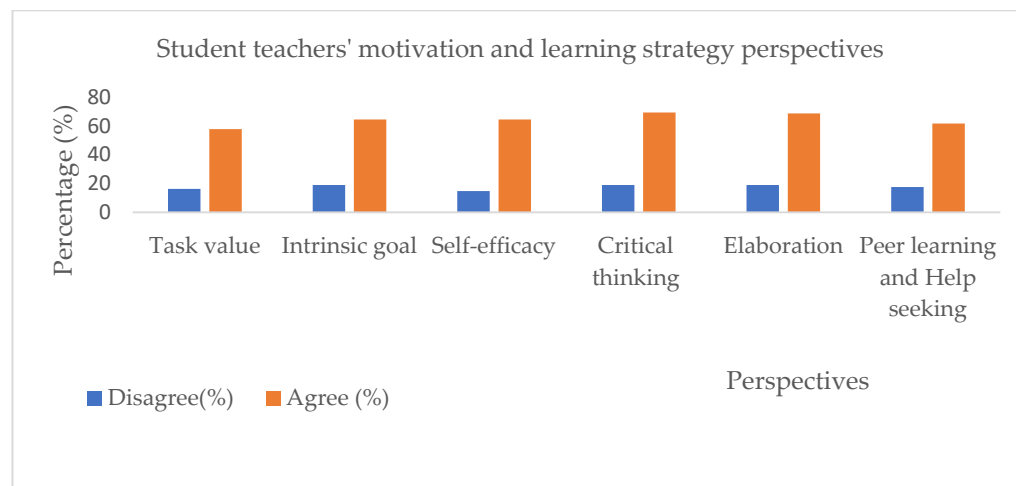 Student teachers' motivation and learning strategy perspectives
Percentage (%)
80
60
40
20
0
Task value
Intrinsic goal
Self-efficacy
Critical
thinking
Elaboration
Peer learning
and Help
seeking
Perspectives
Disagree(%)
Agree (%)